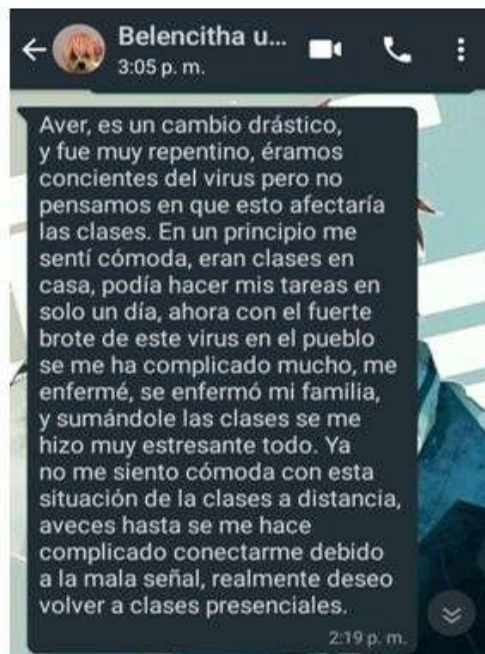 Belencitha u...
3:05 p. m.
Aver, es un cambio drástico,
y fue muy repentino, éramos
concientes del virus pero no
pensamos en que esto afectaría
las clases. En un principio me
sentí cómoda, eran clases en
casa, podía hacer mis tareas en
solo un día, ahora con el fuerte
brote de este virus en el pueblo
se me ha complicado mucho, me
enfermé, se enfermó mi familia,
y sumándole las clases se me
hizo muy estresante todo. Ya
no me siento cómoda con esta
situación de la clases a distancia,
aveces hasta se me hace
complicado conectarme debido
a la mala señal, realmente deseo
volver a clases presenciales.
2:19 p. m.